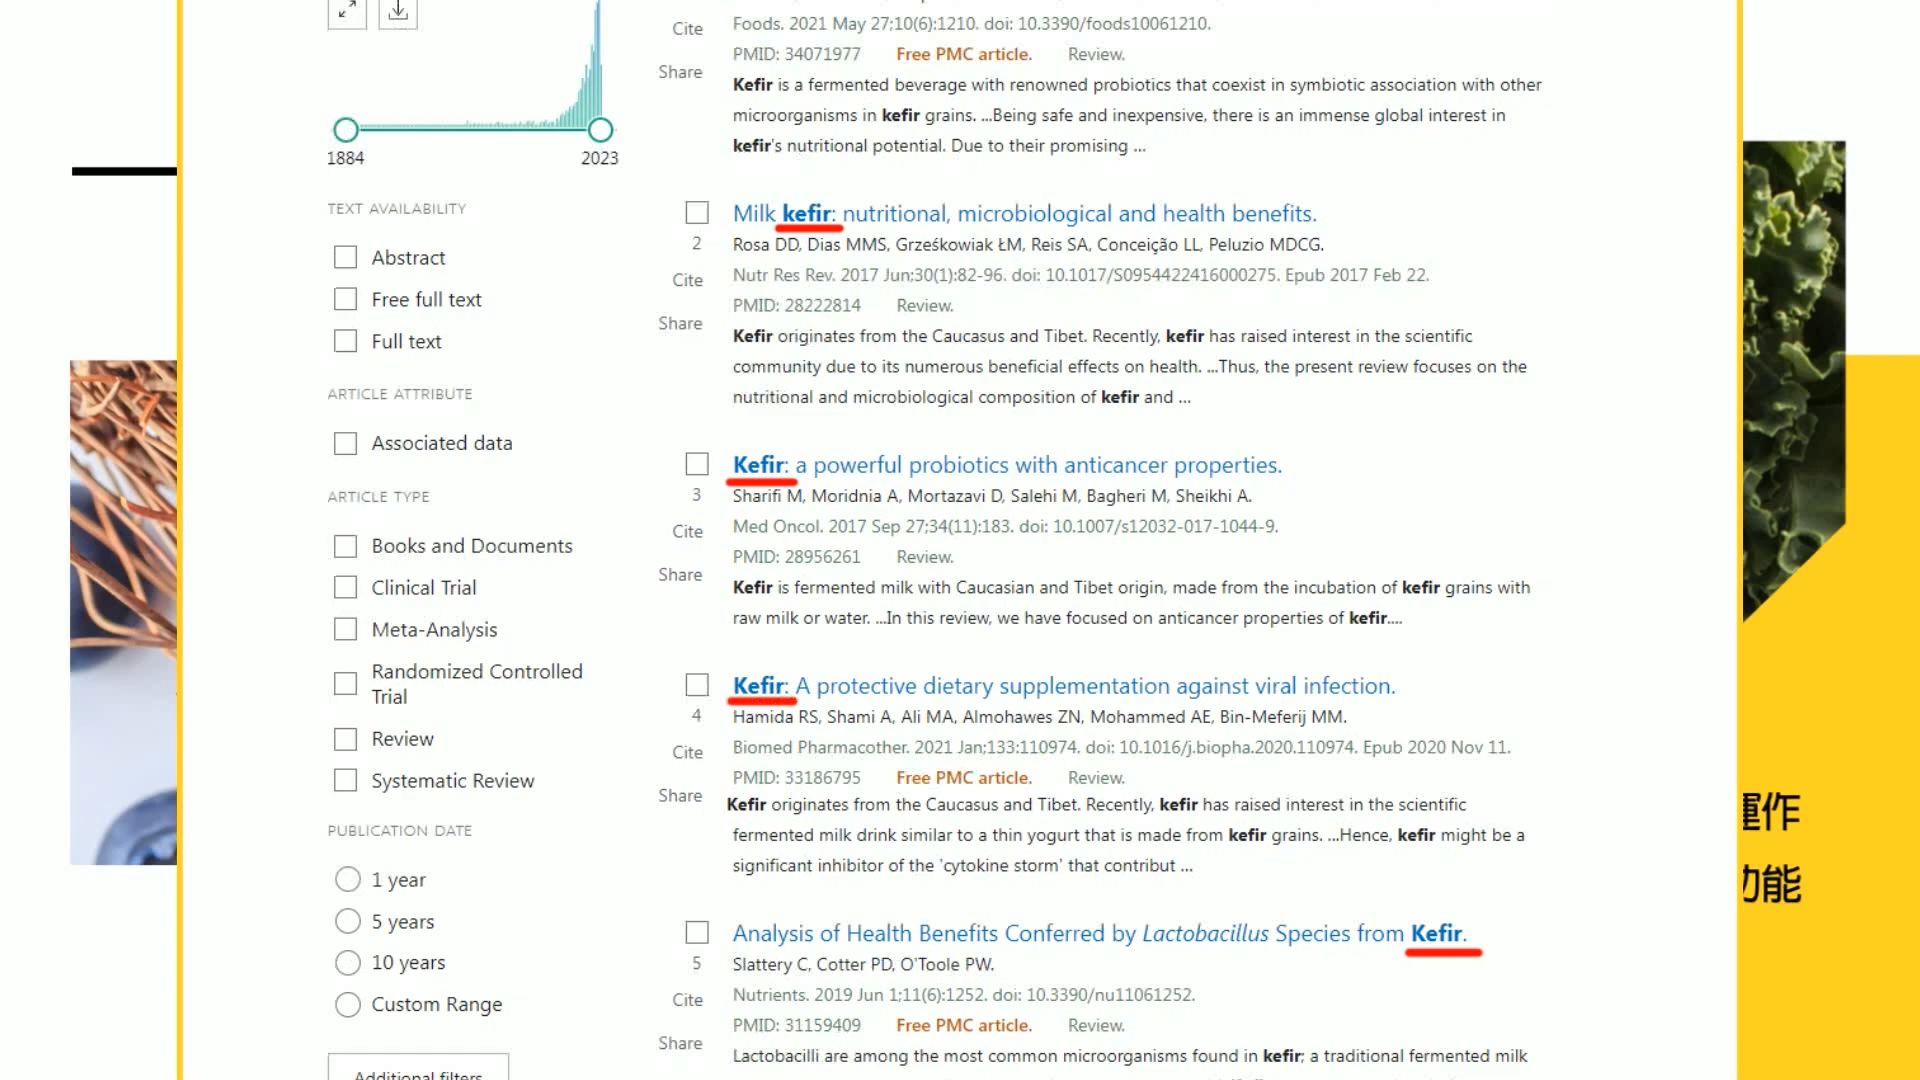 Cite
Foods. 2021 May 27;10(6):1210. doi: 10.3390/foods10061210.
PMID: 34071977 Free PMC article. Review.
Share
Kefir is a fermented beverage with renowned probiotics that coexist in symbiotic association with other
microorganisms in kefir grains. ...Being safe and inexpensive, there is an immense global interest in
kefir's nutritional potential. Due to their promising ...
1884 2023
TEXT AVAILABILITY
Abstract
Free full text
Full text
ARTICLE ATTRIBUTE
Associated data
ARTICLE TYPE
Books and Documents
Clinical Trial
Meta-Analysis
Randomized Controlled
Trial
Review
Systematic Review
PUBLICATION DATE
1 year
5 years
10 years
Custom Range
Additional filters
Milk kefir: nutritional, microbiological and health benefits.
2
Rosa DD, Dias MMS, Grześkowiak ŁM, Reis SA, Conceição LL, Peluzio MDCG.
Cite
Nutr Res Rev. 2017 Jun;30(1):82-96. doi: 10.1017/S0954422416000275. Epub 2017 Feb 22.
PMID: 28222814 Review.
Share
Kefir originates from the Caucasus and Tibet. Recently, kefir has raised interest in the scientific
community due to its numerous beneficial effects on health. ...Thus, the present review focuses on the
nutritional and microbiological composition of kefir and ...
Kefir: a powerful probiotics with anticancer properties.
3
Sharifi M, Moridnia A, Mortazavi D, Salehi M, Bagheri M, Sheikhi A.
Cite
Med Oncol. 2017 Sep 27;34(11):183. doi: 10.1007/s12032-017-1044-9.
PMID: 28956261 Review.
Share
Kefir is fermented milk with Caucasian and Tibet origin, made from the incubation of kefir grains with
raw milk or water. ...In this review, we have focused on anticancer properties of kefir....
Kefir: A protective dietary supplementation against viral infection.
4
Hamida RS, Shami A, Ali MA, Almohawes ZN, Mohammed AE, Bin-Meferij MM.
Cite
Biomed Pharmacother. 2021 Jan;133:110974. doi: 10.1016/j.biopha.2020.110974. Epub 2020 Nov 11.
PMID: 33186795 Free PMC article. Review.
Share
Kefir originates from the Caucasus and Tibet. Recently, kefir has raised interest in the scientific
fermented milk drink similar to a thin yogurt that is made from kefir grains. ...Hence, kefir might be a
significant inhibitor of the 'cytokine storm' that contribut ...
Analysis of Health Benefits Conferred by Lactobacillus Species from Kefir.
5
Slattery C, Cotter PD, O'Toole PW.
Cite
Nutrients. 2019 Jun 1;11(6):1252. doi: 10.3390/nu11061252.
PMID: 31159409 Free PMC article. Review.
Share
Lactobacilli are among the most common microorganisms found in kefir; a traditional fermented milk
運作
功能